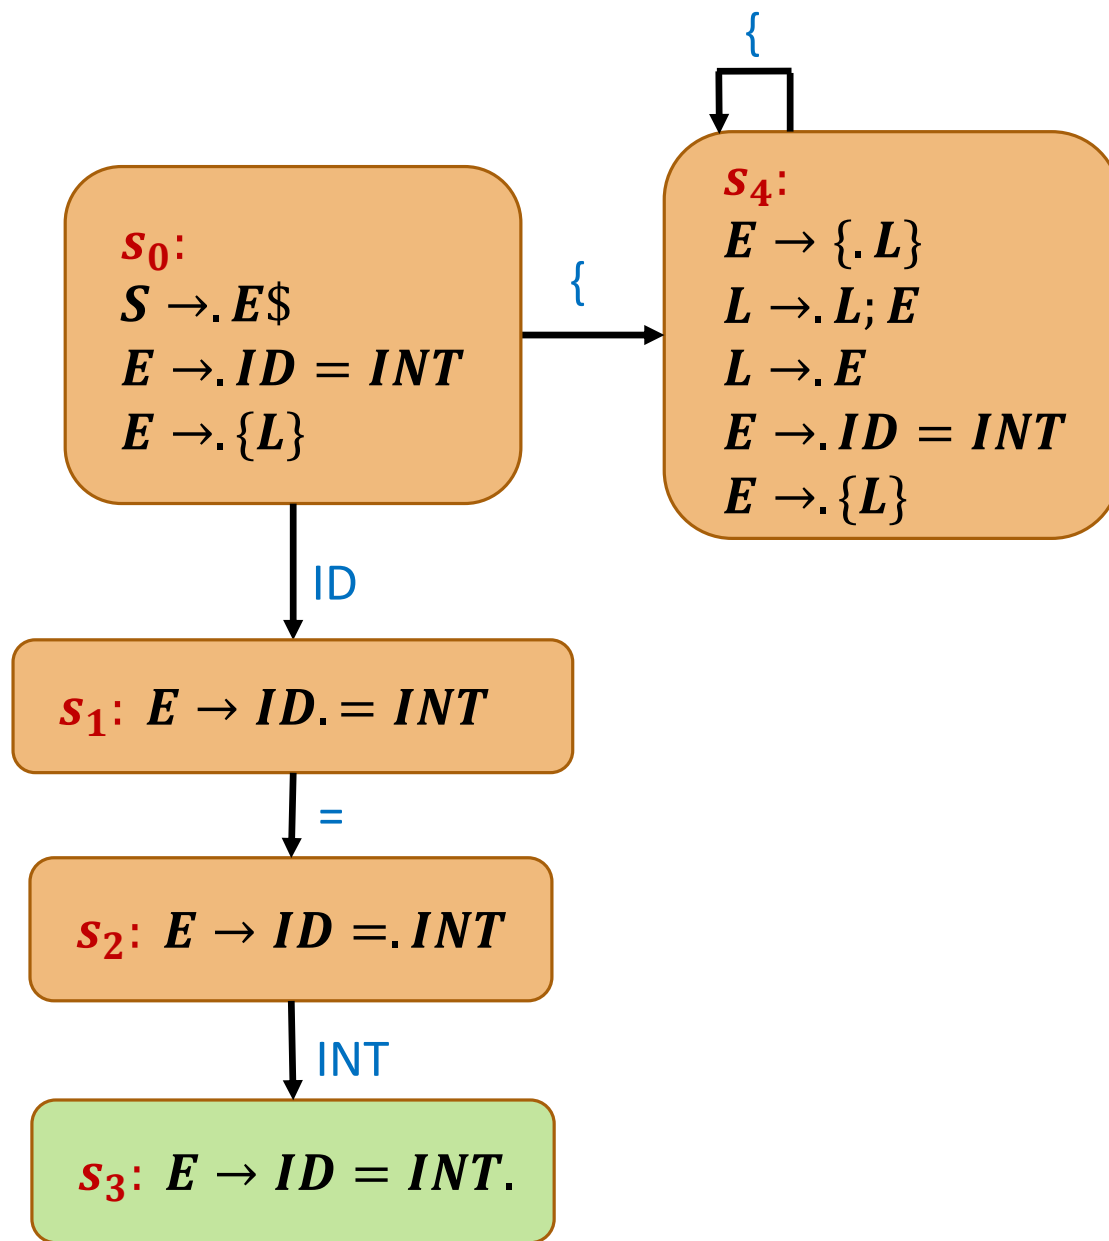 {
s₀:
S →. E$
E →. ID = INT
E →. {L}
{
s₄:
E → {. L}
L →. L; E
L →. E
E →. ID = INT
E →. {L}
ID
s₁: E → ID. = INT
=
s₂: E → ID =. INT
INT
s₃: E → ID = INT.